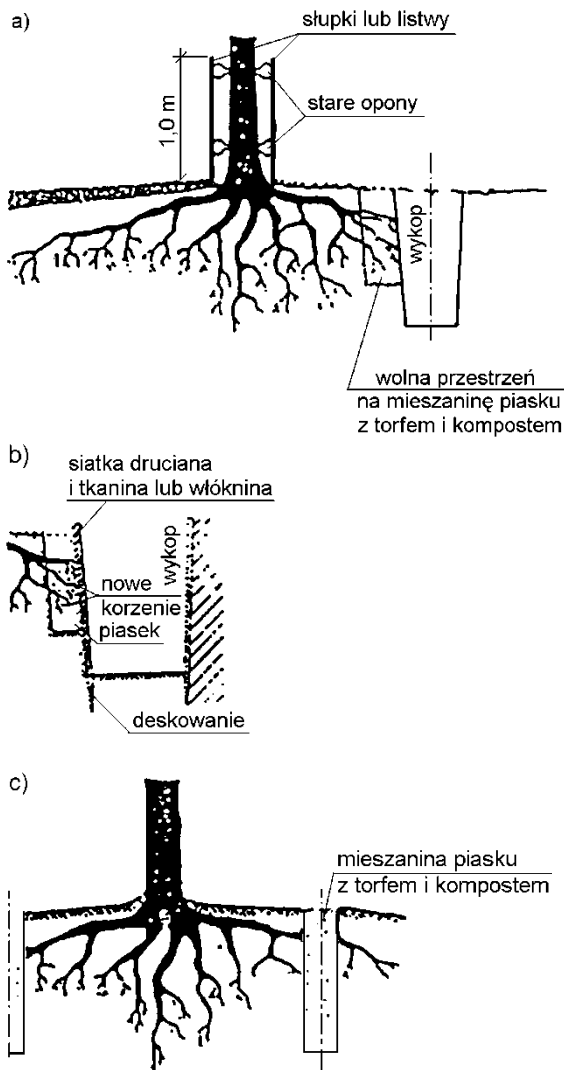 a)
słupki lub listwy
stare opony
1,0 m
wykop
wolna przestrzeń
na mieszaninę piasku
z torfem i kompostem
b)
siatka druciana
i tkanina lub włóknina
wykop
nowe
korzenie
piasek
deskowanie
c)
mieszanina piasku
z torfem i kompostem